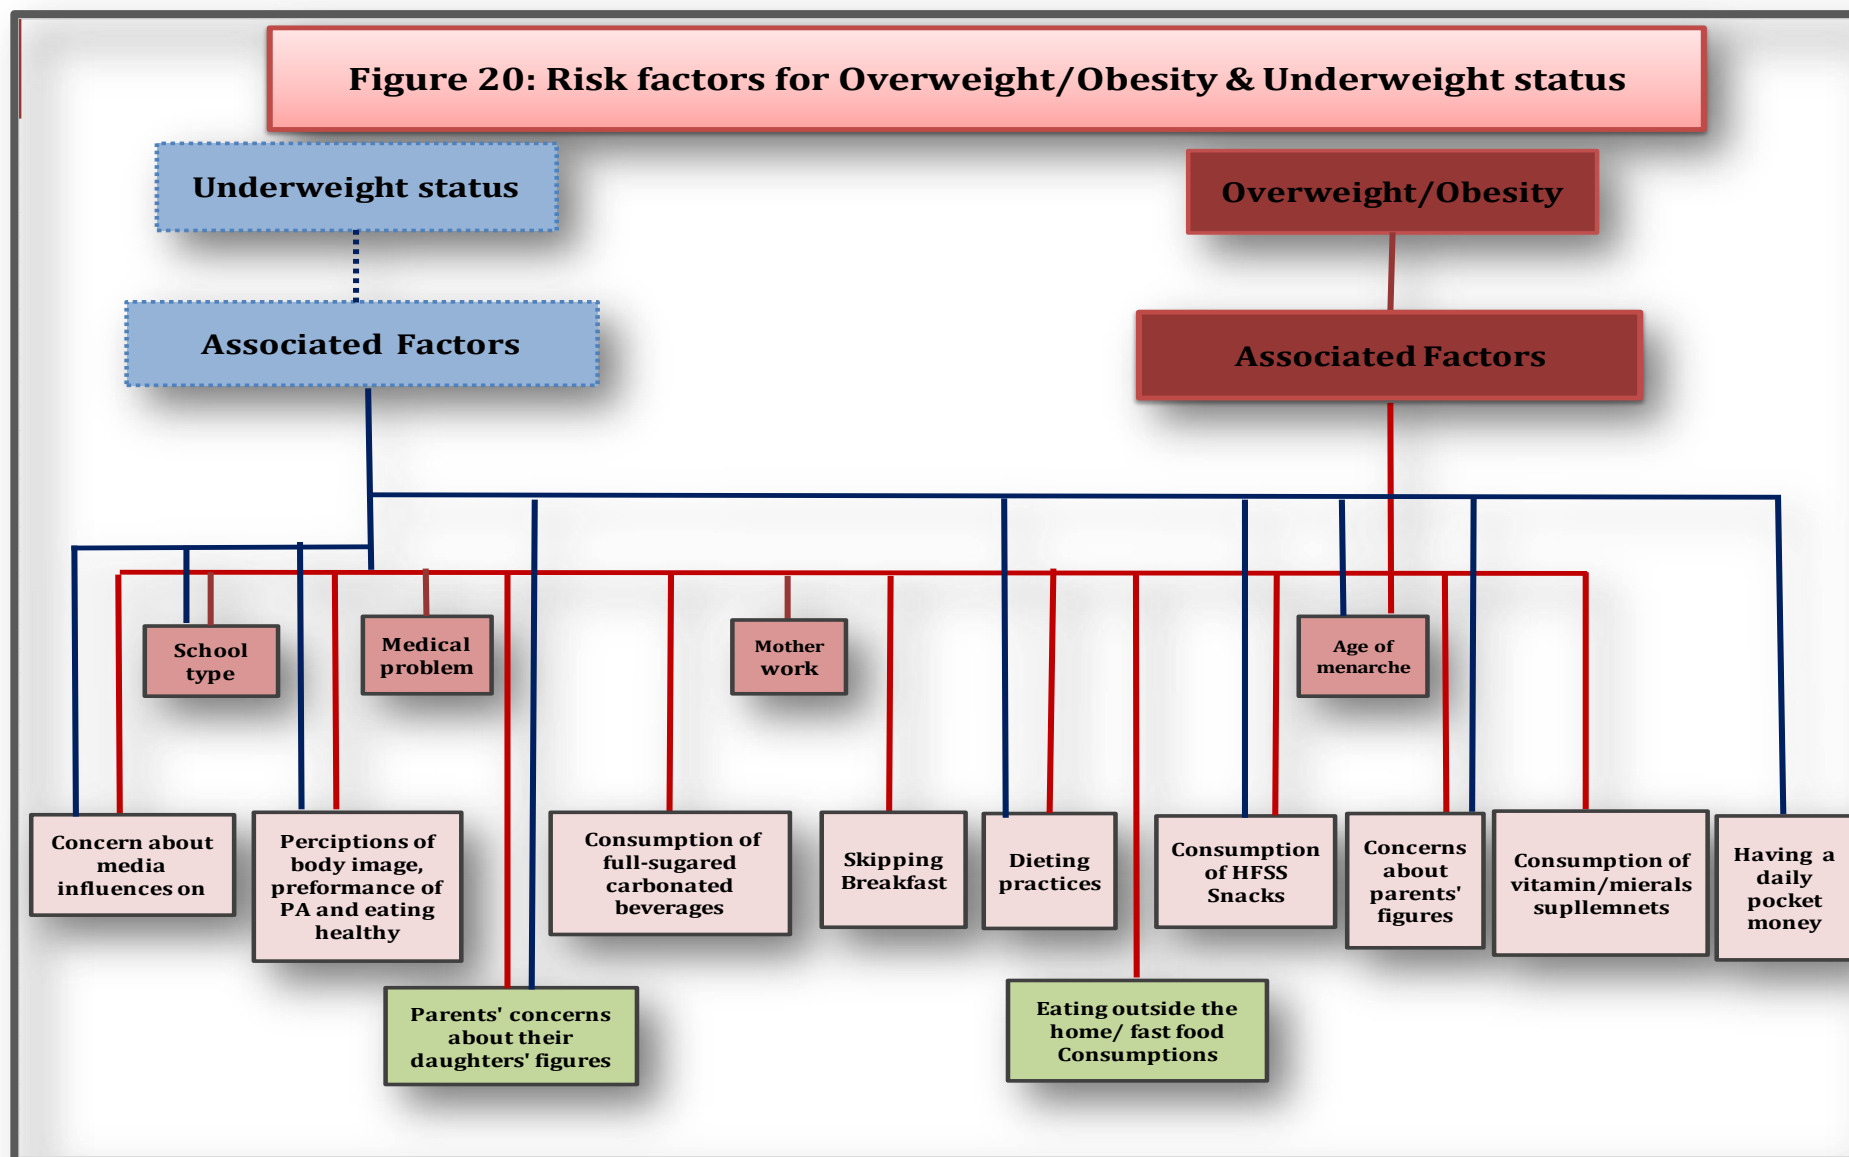 Figure 20: Risk factors for Overweight/Obesity & Underweight status
Underweight status
Overweight/Obesity
Associated Factors
Associated Factors
School
type
Medical
problem
Mother
work
Age of
menarche
Concern about
media
influences on
Perciptions of
body image,
preformance of
PA and eating
healthy
Consumption of
full-sugared
carbonated
beverages
Skipping
Breakfast
Dieting
practices
Consumption
of HFSS
Snacks
Concerns
about
parents'
figures
Consumption of
vitamin/mierals
supllemnets
Having a
daily
pocket
money
Parents' concerns
about their
daughters' figures
Eating outside the
home/ fast food
Consumptions